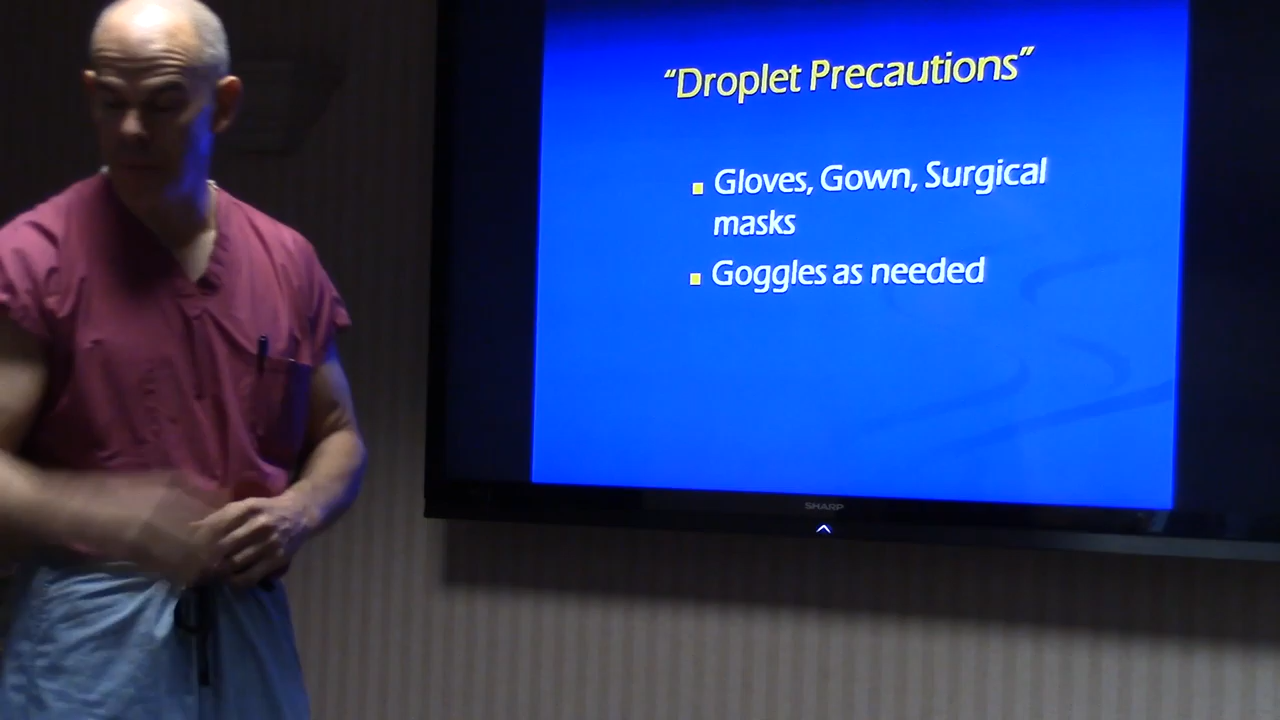 “Droplet Precautions”
Gloves, Gown, Surgical
masks
Goggles as needed
SHARP